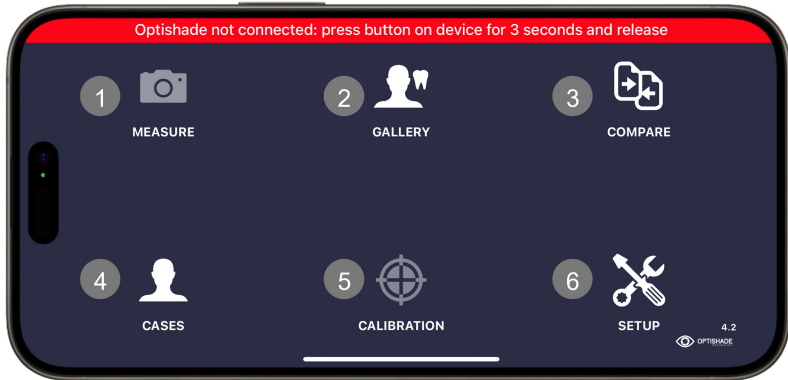 Optishade not connected: press button on device for 3 seconds and release
1
2
3
MEASURE
GALLERY
COMPARE
4
5
6
CASES
CALIBRATION
SETUP
4.2
OPTISHADE